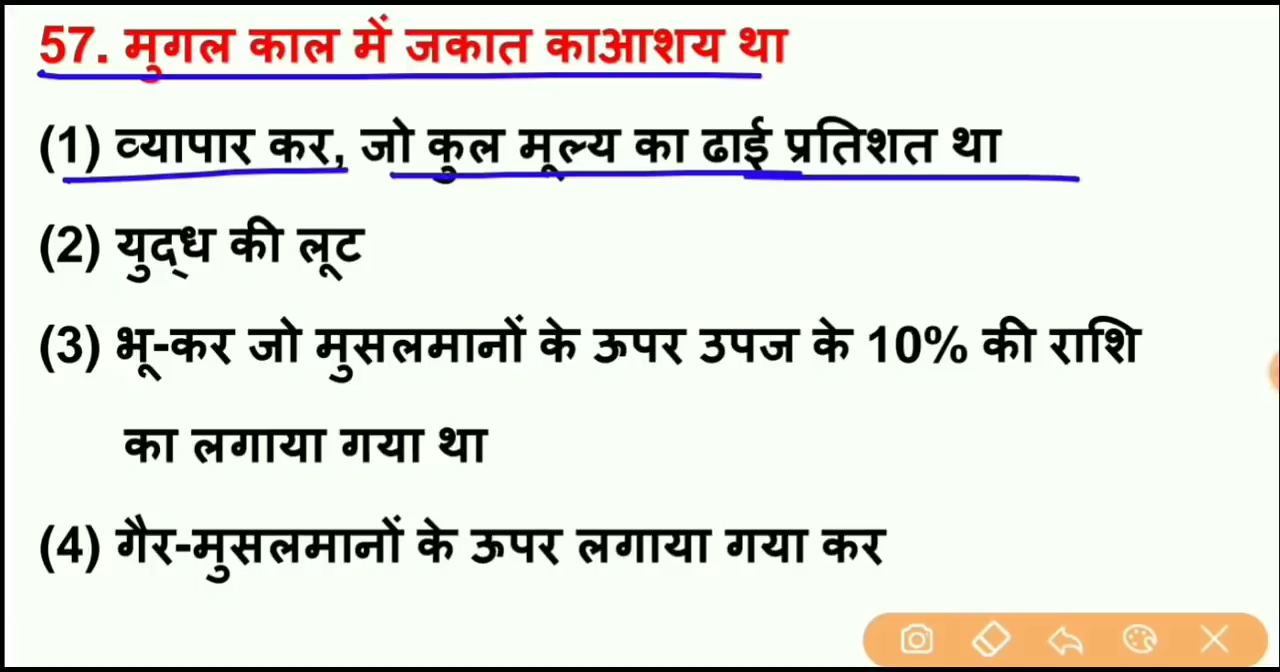 57. मुगल काल में जकात काआशय था
(1) व्यापार कर, जो कुल मूल्य का ढाई प्रतिशत था
(2) युद्ध की लूट
(3) भू-कर जो मुसलमानों के ऊपर उपज के 10% की राशि
का लगाया गया था
(4) गैर-मुसलमानों के ऊपर लगाया गया कर